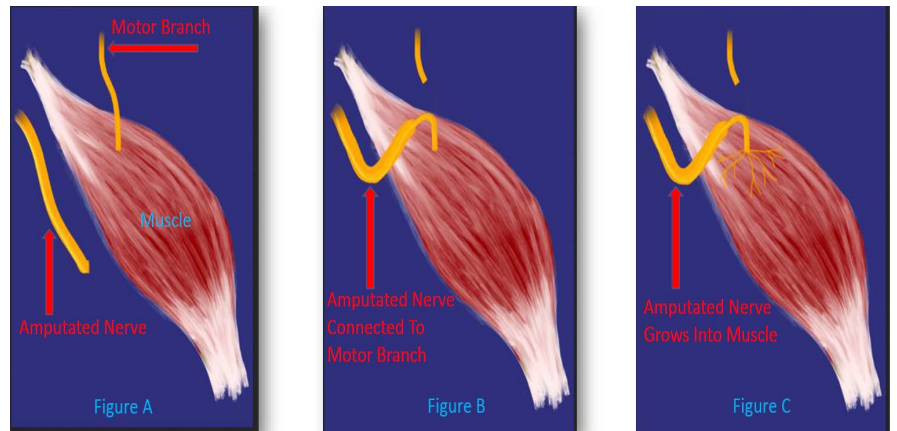 Motor Branch
Muscle
Amputated Nerve
Figure A
Amputated Nerve
Connected To
Motor Branch
Figure B
Amputated Nerve
Grows Into Muscle
Figure C